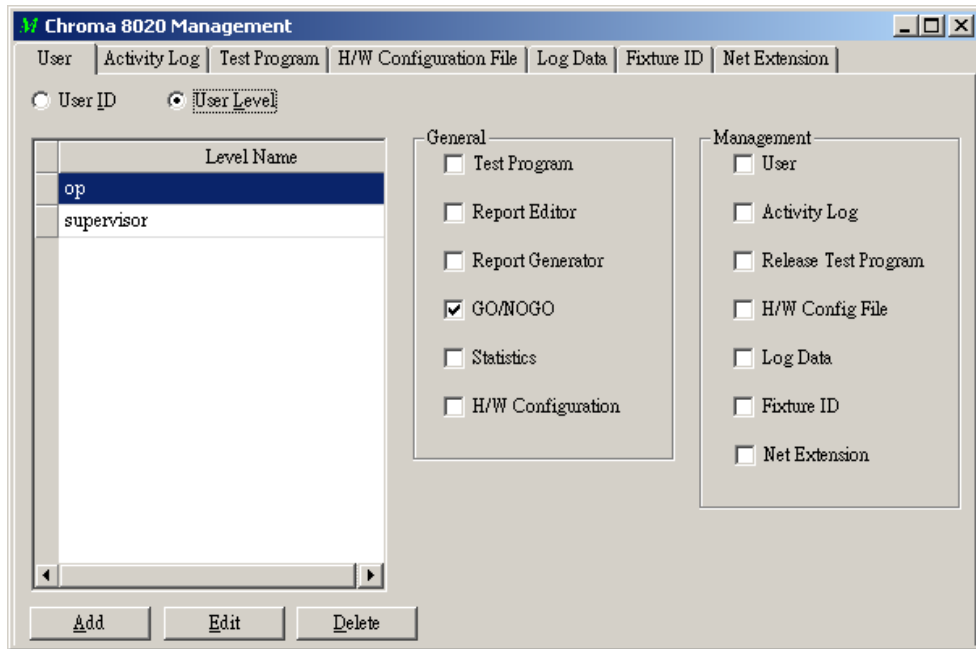 Chroma 8020 Management
User Activity Log Test Program H/W Configuration File Log Data Fixture ID Net Extension
User ID User Level
Level Name
op
supervisor
General
Test Program
Report Editor
Report Generator
GO/NOGO
Statistics
H/W Configuration
Management
User
Activity Log
Release Test Program
H/W Config File
Log Data
Fixture ID
Net Extension
Add Edit Delete